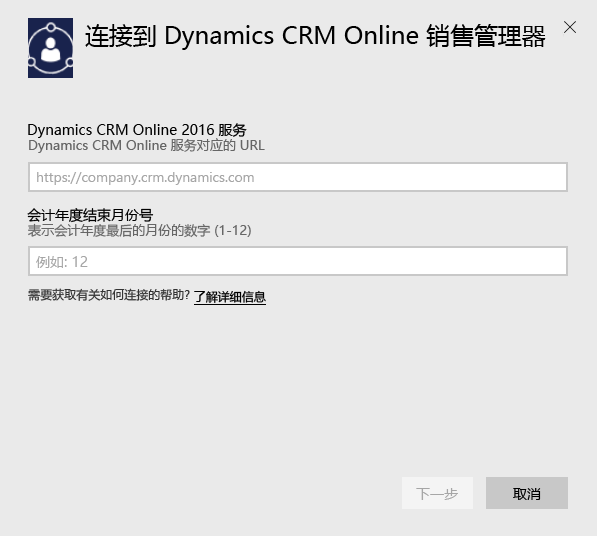 连接到 Dynamics CRM Online 销售管理器
Dynamics CRM Online 2016 服务
Dynamics CRM Online 服务对应的 URL
https://company.crm.dynamics.com
会计年度结束月份号
表示会计年度最后的月份的数字 (1-12)
例如: 12
需要获取有关如何连接的帮助? 了解详细信息
下一步 取消